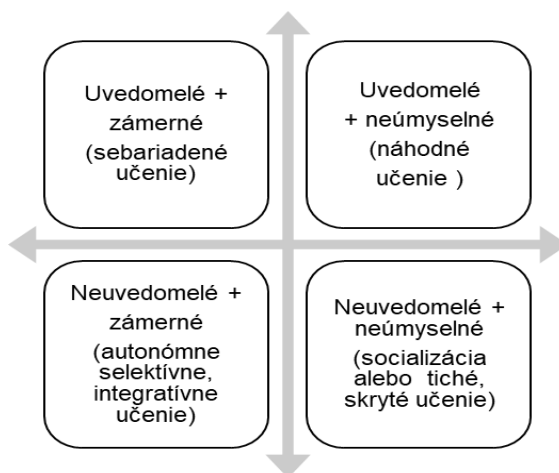 Uvedomelé +
zámerné
(sebariadené
učenie)
Uvedomelé
+ neúmyselné
(náhodné
učenie )
Neuvedomelé +
zámerné
(autonómne
selektívne,
integratívne
učenie)
Neuvedomelé +
neúmyselné
(socializácia
alebo tiché,
skryté učenie)